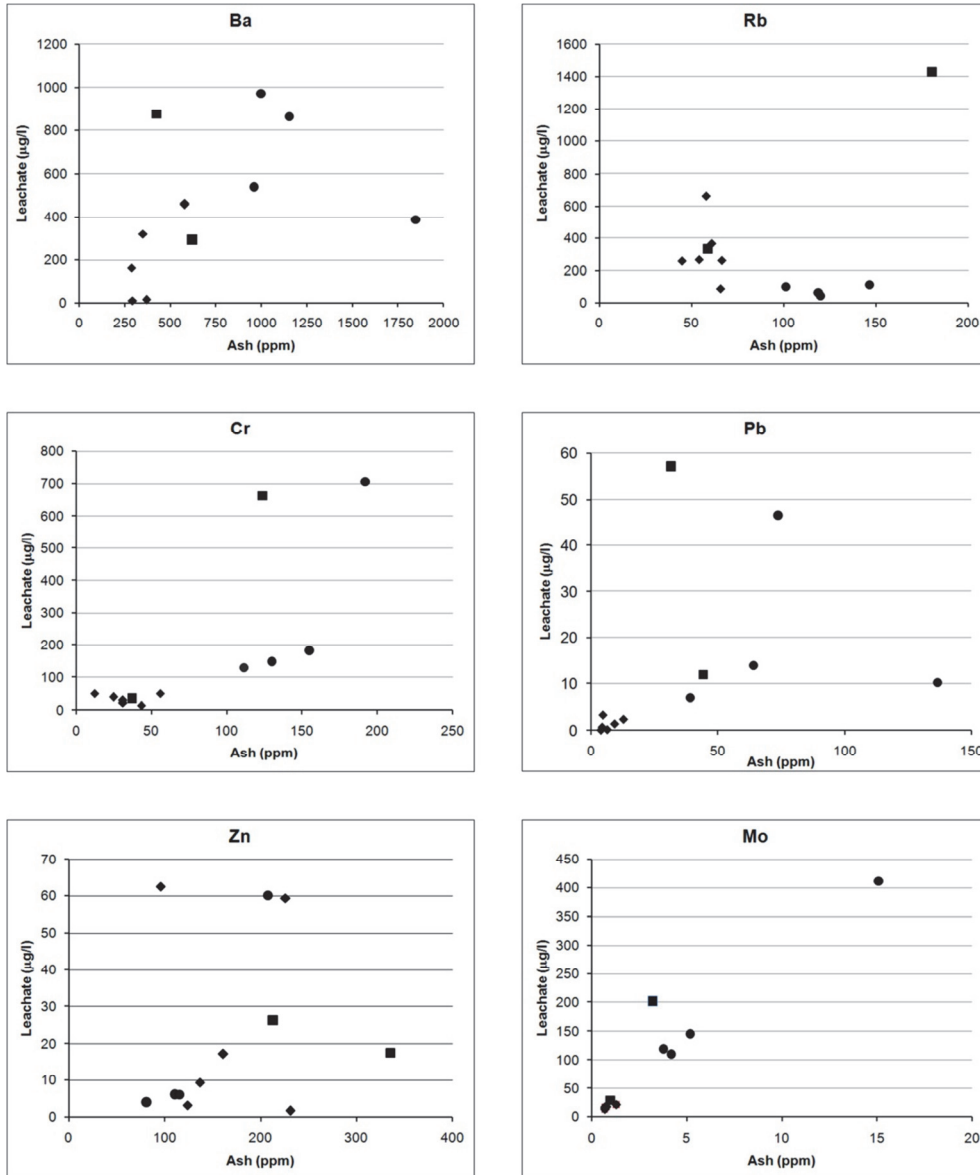 Ba
1200
1000
800
600
400
200
0
Leachate (µg/l)
0 250 500 750 1000 1250 1500 1750 2000
Ash (ppm)
Rb
1600
1400
1200
1000
800
600
400
200
0
Leachate (µg/l)
0 50 100 150 200
Ash (ppm)
Cr
800
700
600
500
400
300
200
100
0
Leachate (µg/l)
0 50 100 150 200 250
Ash (ppm)
Pb
60
50
40
30
20
10
0
Leachate (µg/l)
0 50 100 150
Ash (ppm)
Zn
70
60
50
40
30
20
10
0
Leachate (µg/l)
0 100 200 300 400
Ash (ppm)
Mo
450
400
350
300
250
200
150
100
50
0
Leachate (µg/l)
0 5 10 15 20
Ash (ppm)